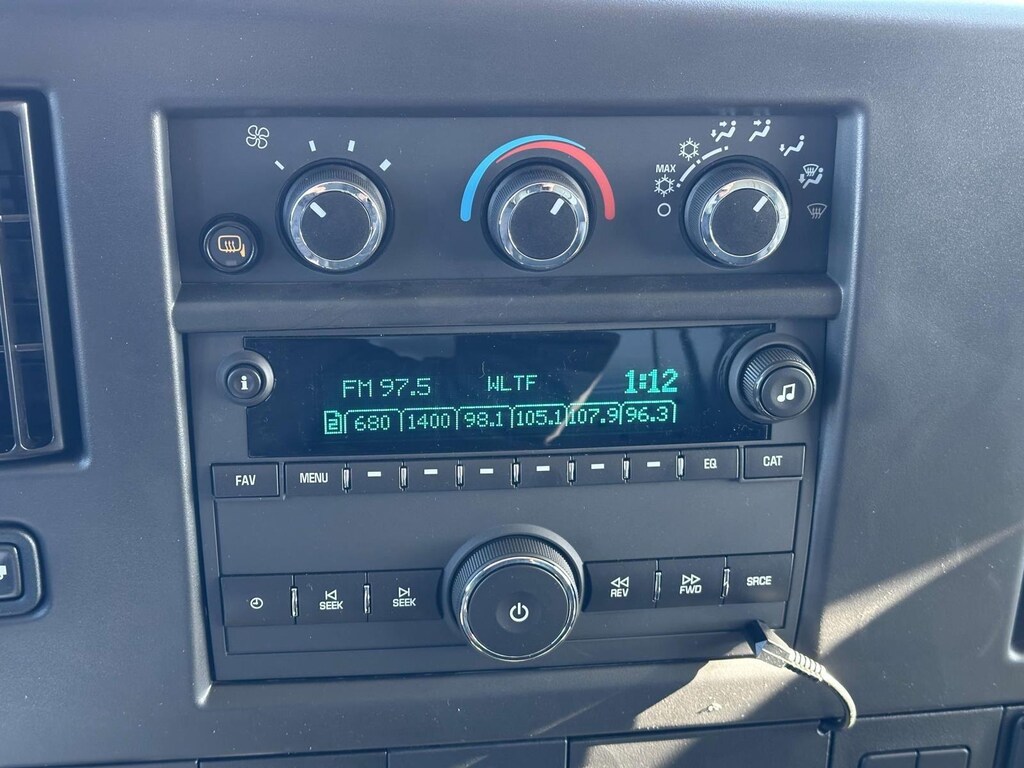 MAX
i
FM 97.5 WLTF 1:12
2 680 1400 98.1 105.1 107.9 96.3
FAV MENU EQ CAT
SEEK SEEK REV FWD SRCE